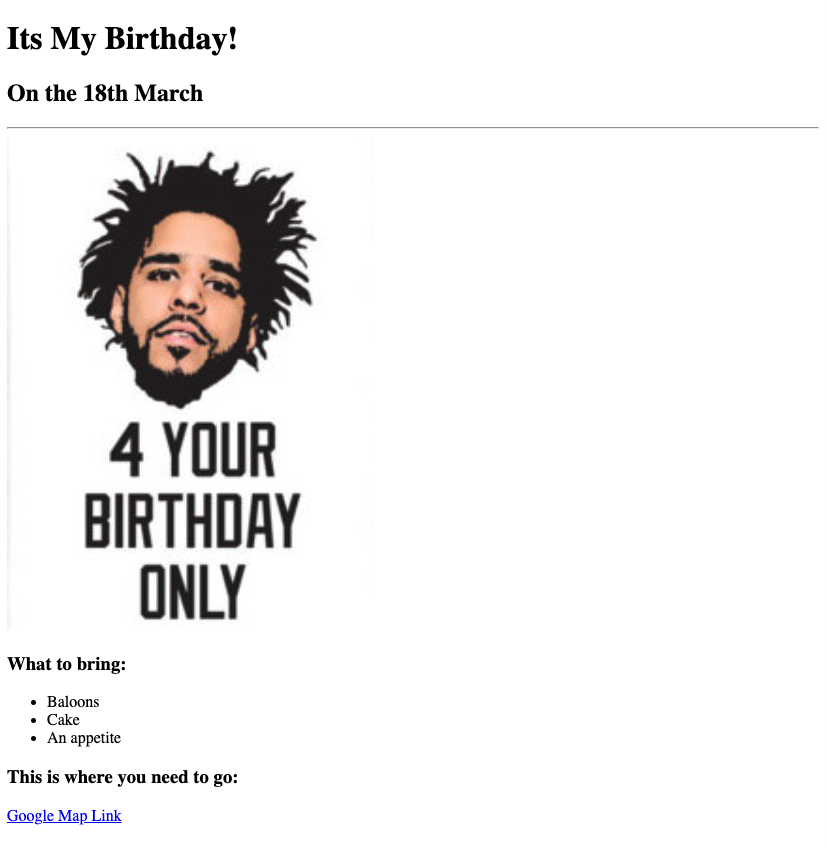 Its My Birthday!
On the 18th March
4 YOUR
BIRTHDAY
ONLY
What to bring:
Baloons
Cake
An appetite
This is where you need to go:
Google Map Link